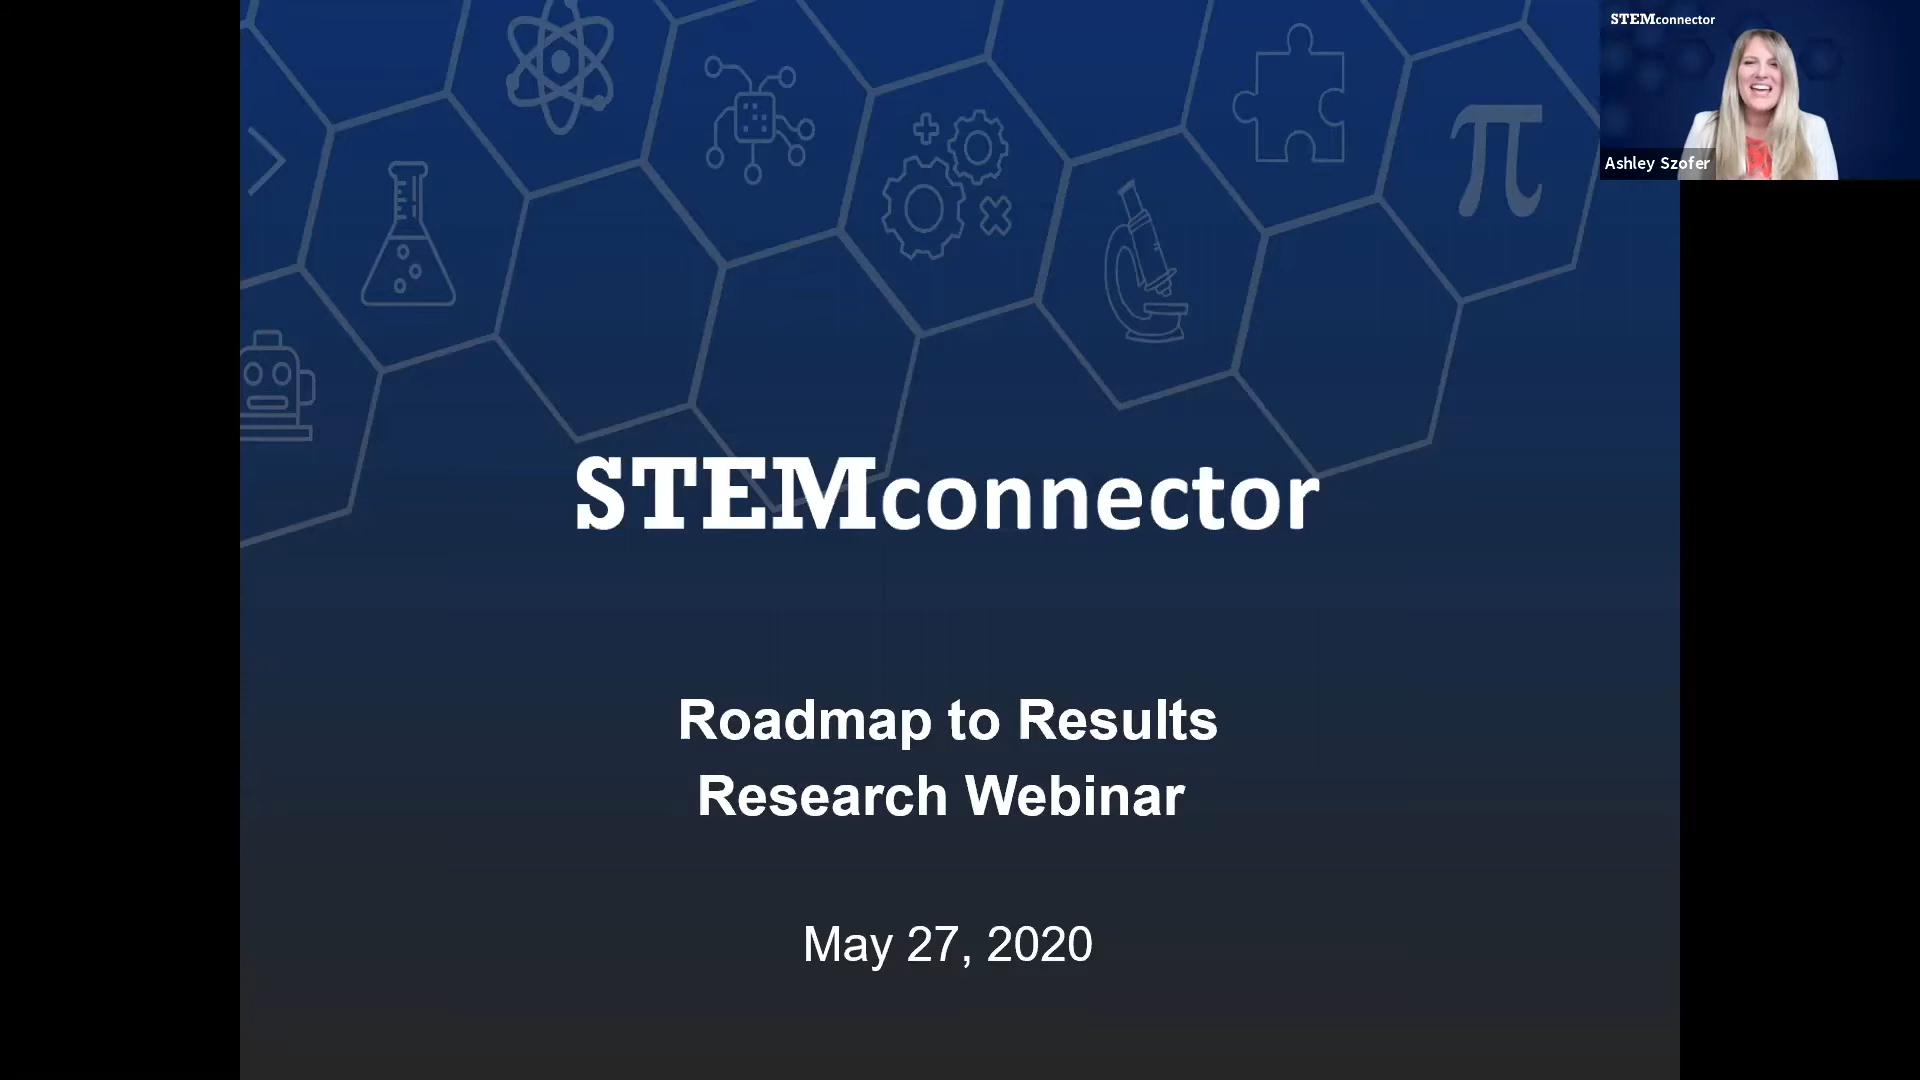 STEMconnector
Ashley Szofer
π
STEMconnector
Roadmap to Results
Research Webinar
May 27, 2020